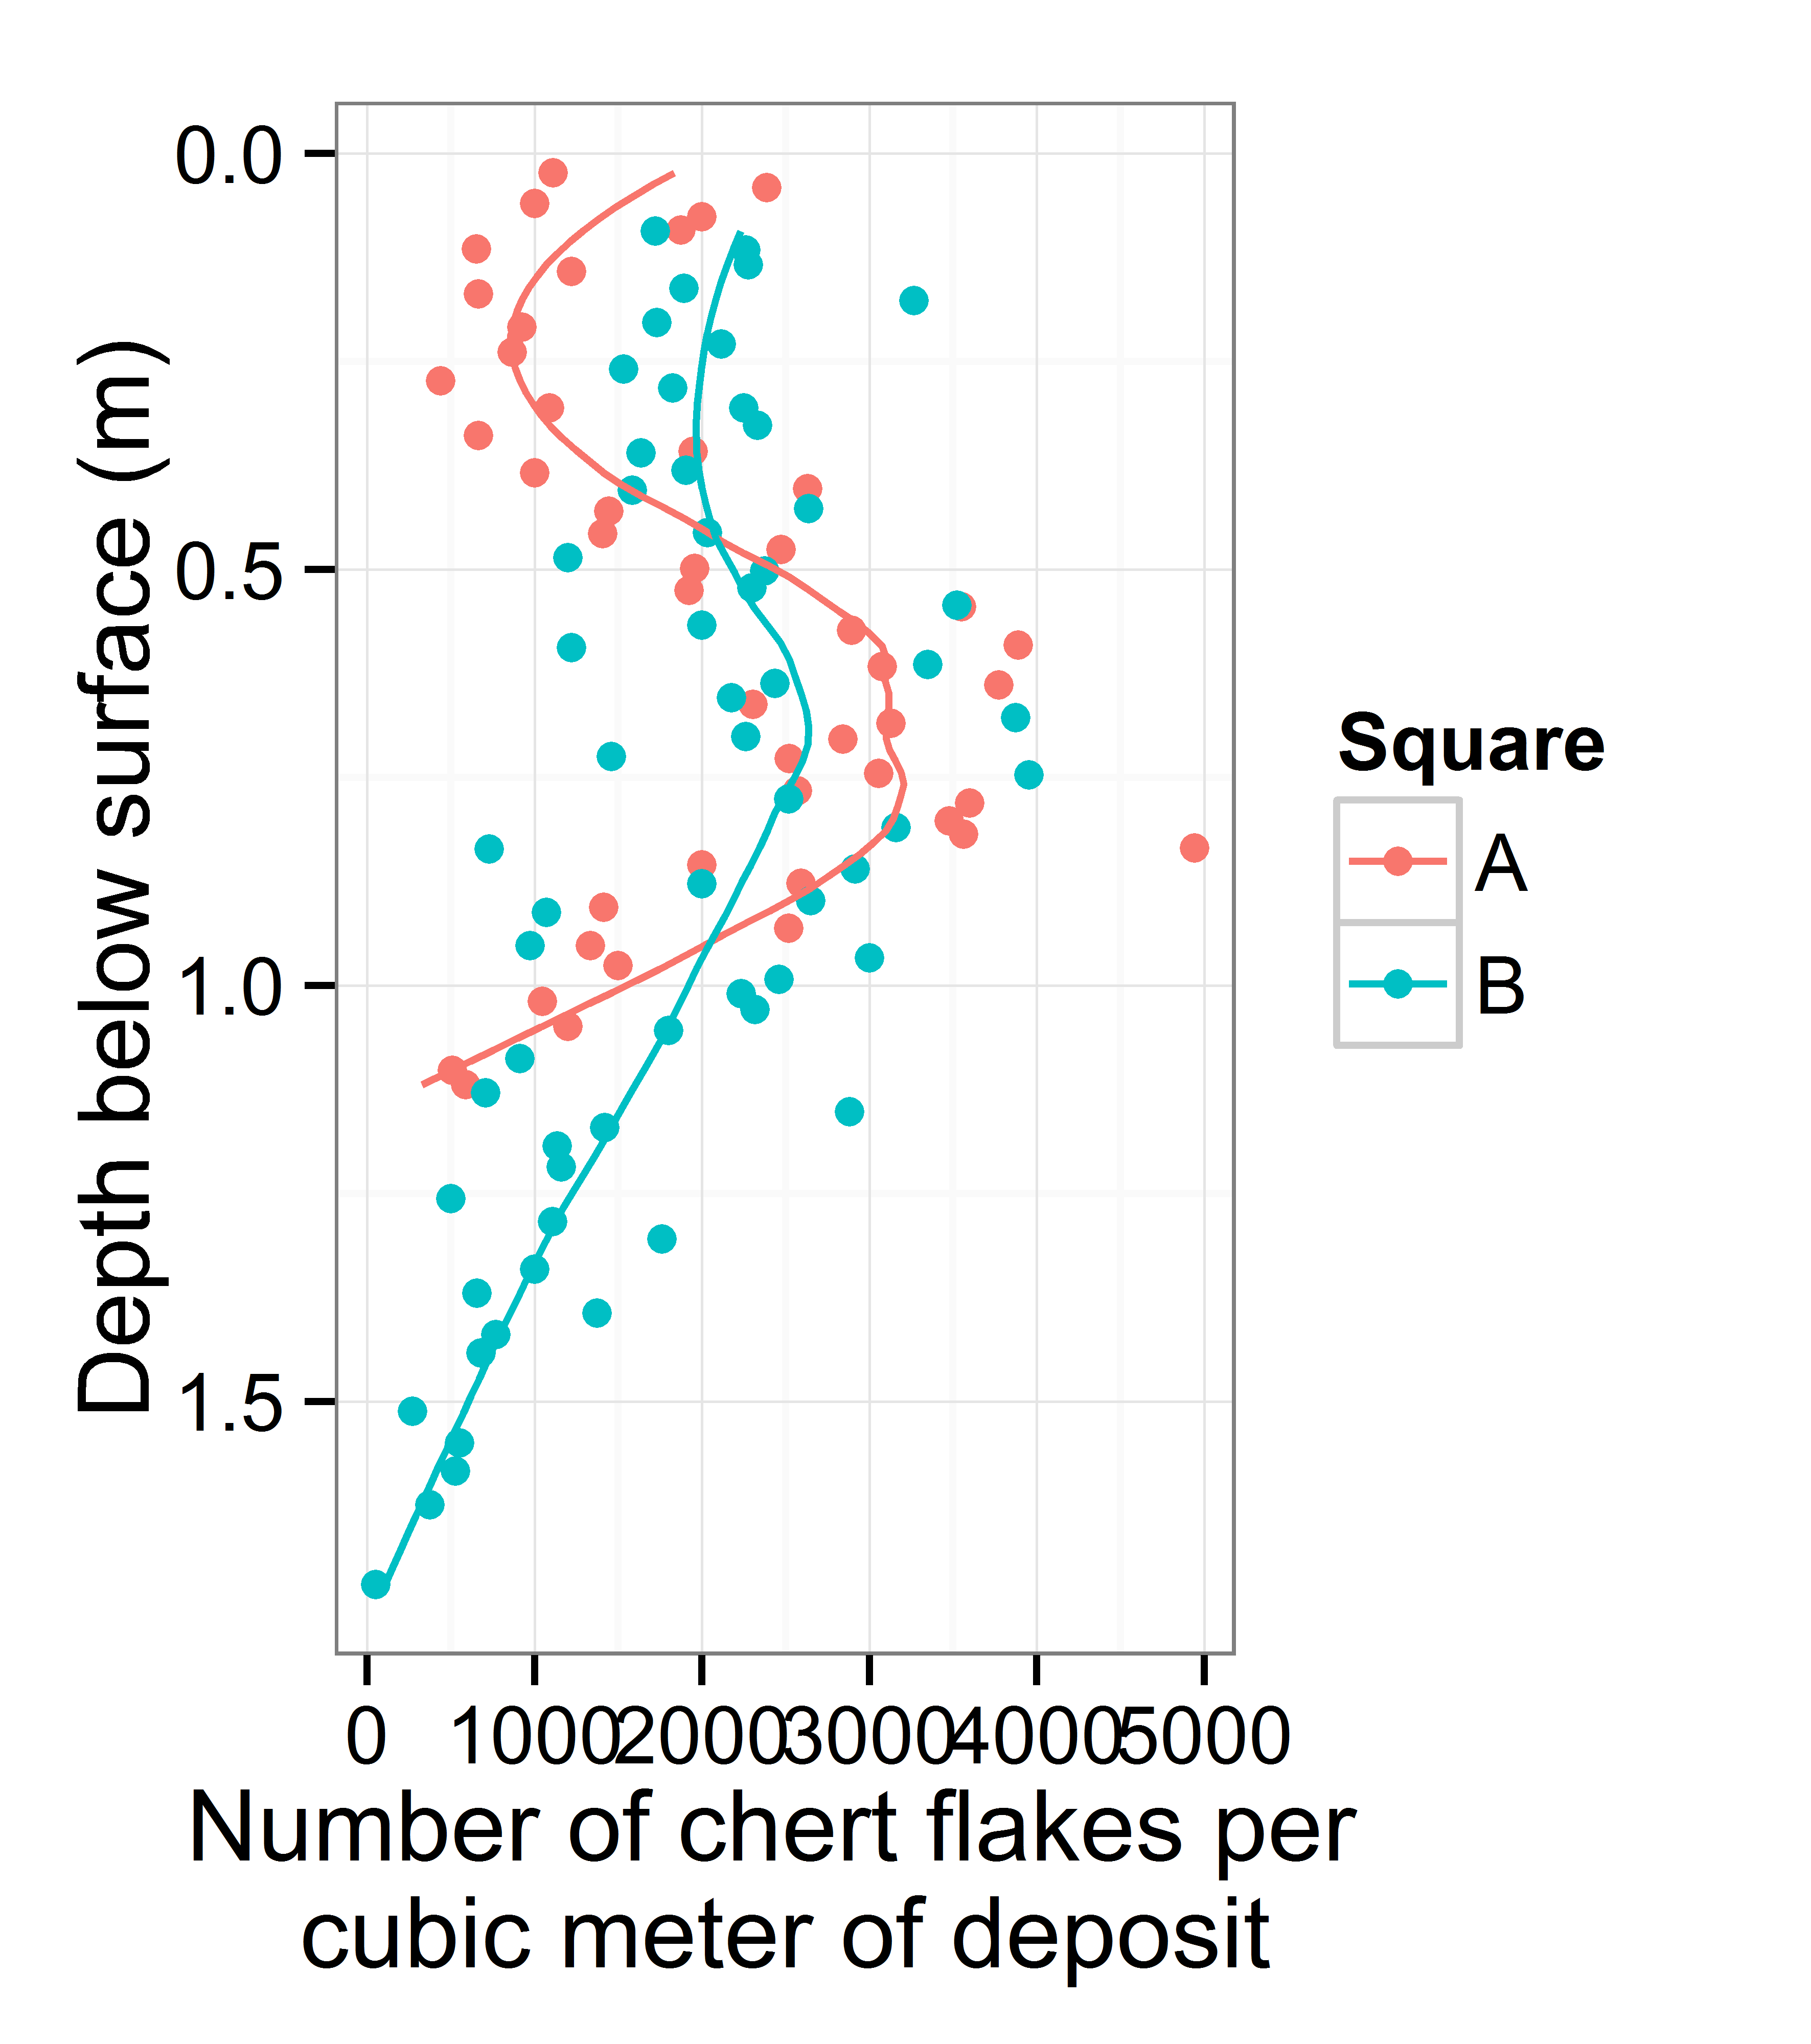 Depth below surface (m)
0.0
0.5
1.0
1.5
0 1000 2000 3000 4000 5000
Number of chert flakes per
cubic meter of deposit
Square
A
B